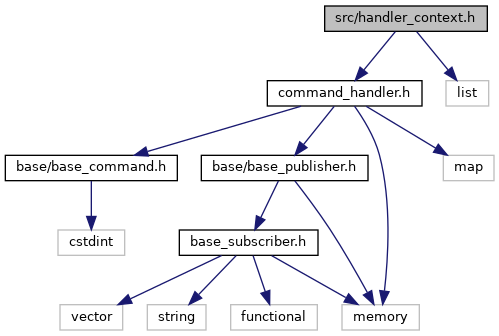 src/handler_context.h
command_handler.h
list
base/base_command.h
base/base_publisher.h
map
cstdint
base_subscriber.h
vector
string
functional
memory